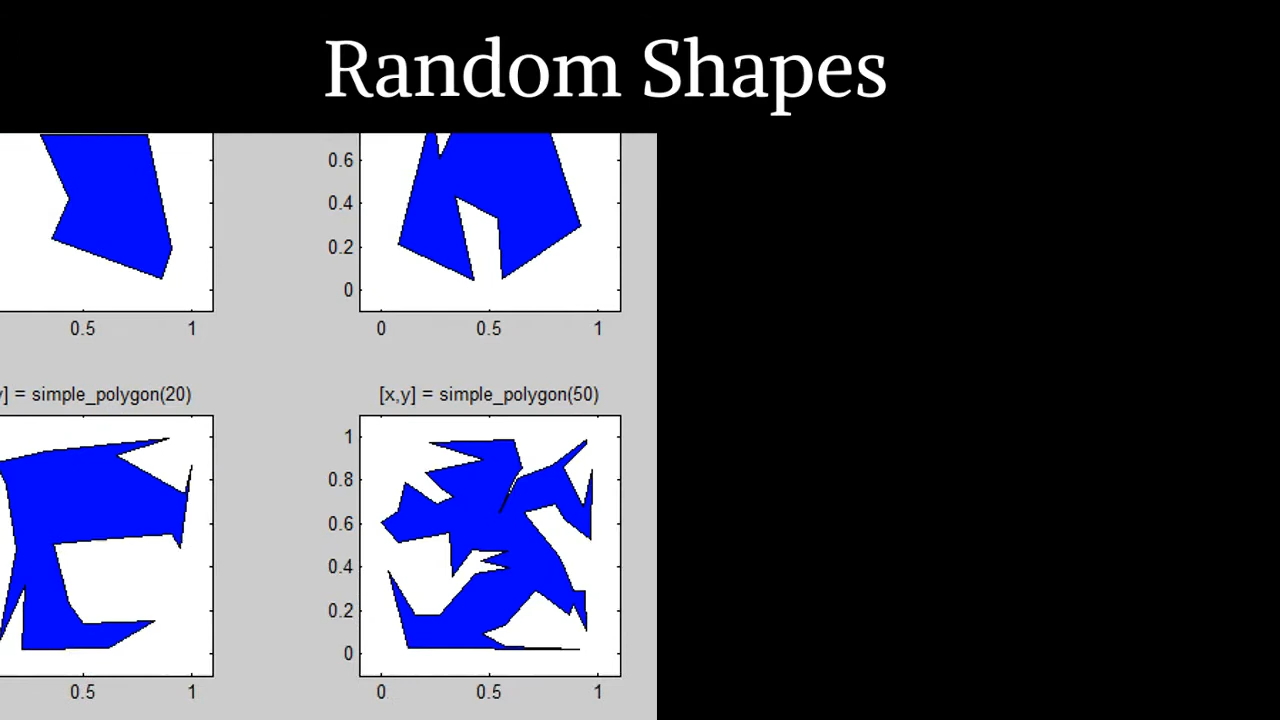 Random Shapes
0.6
0.4
0.2
0
0.5 1
0 0.5 1
y] = simple_polygon(20)
[x,y] = simple_polygon(50)
1
0.8
0.6
0.4
0.2
0
0.5 1
0 0.5 1